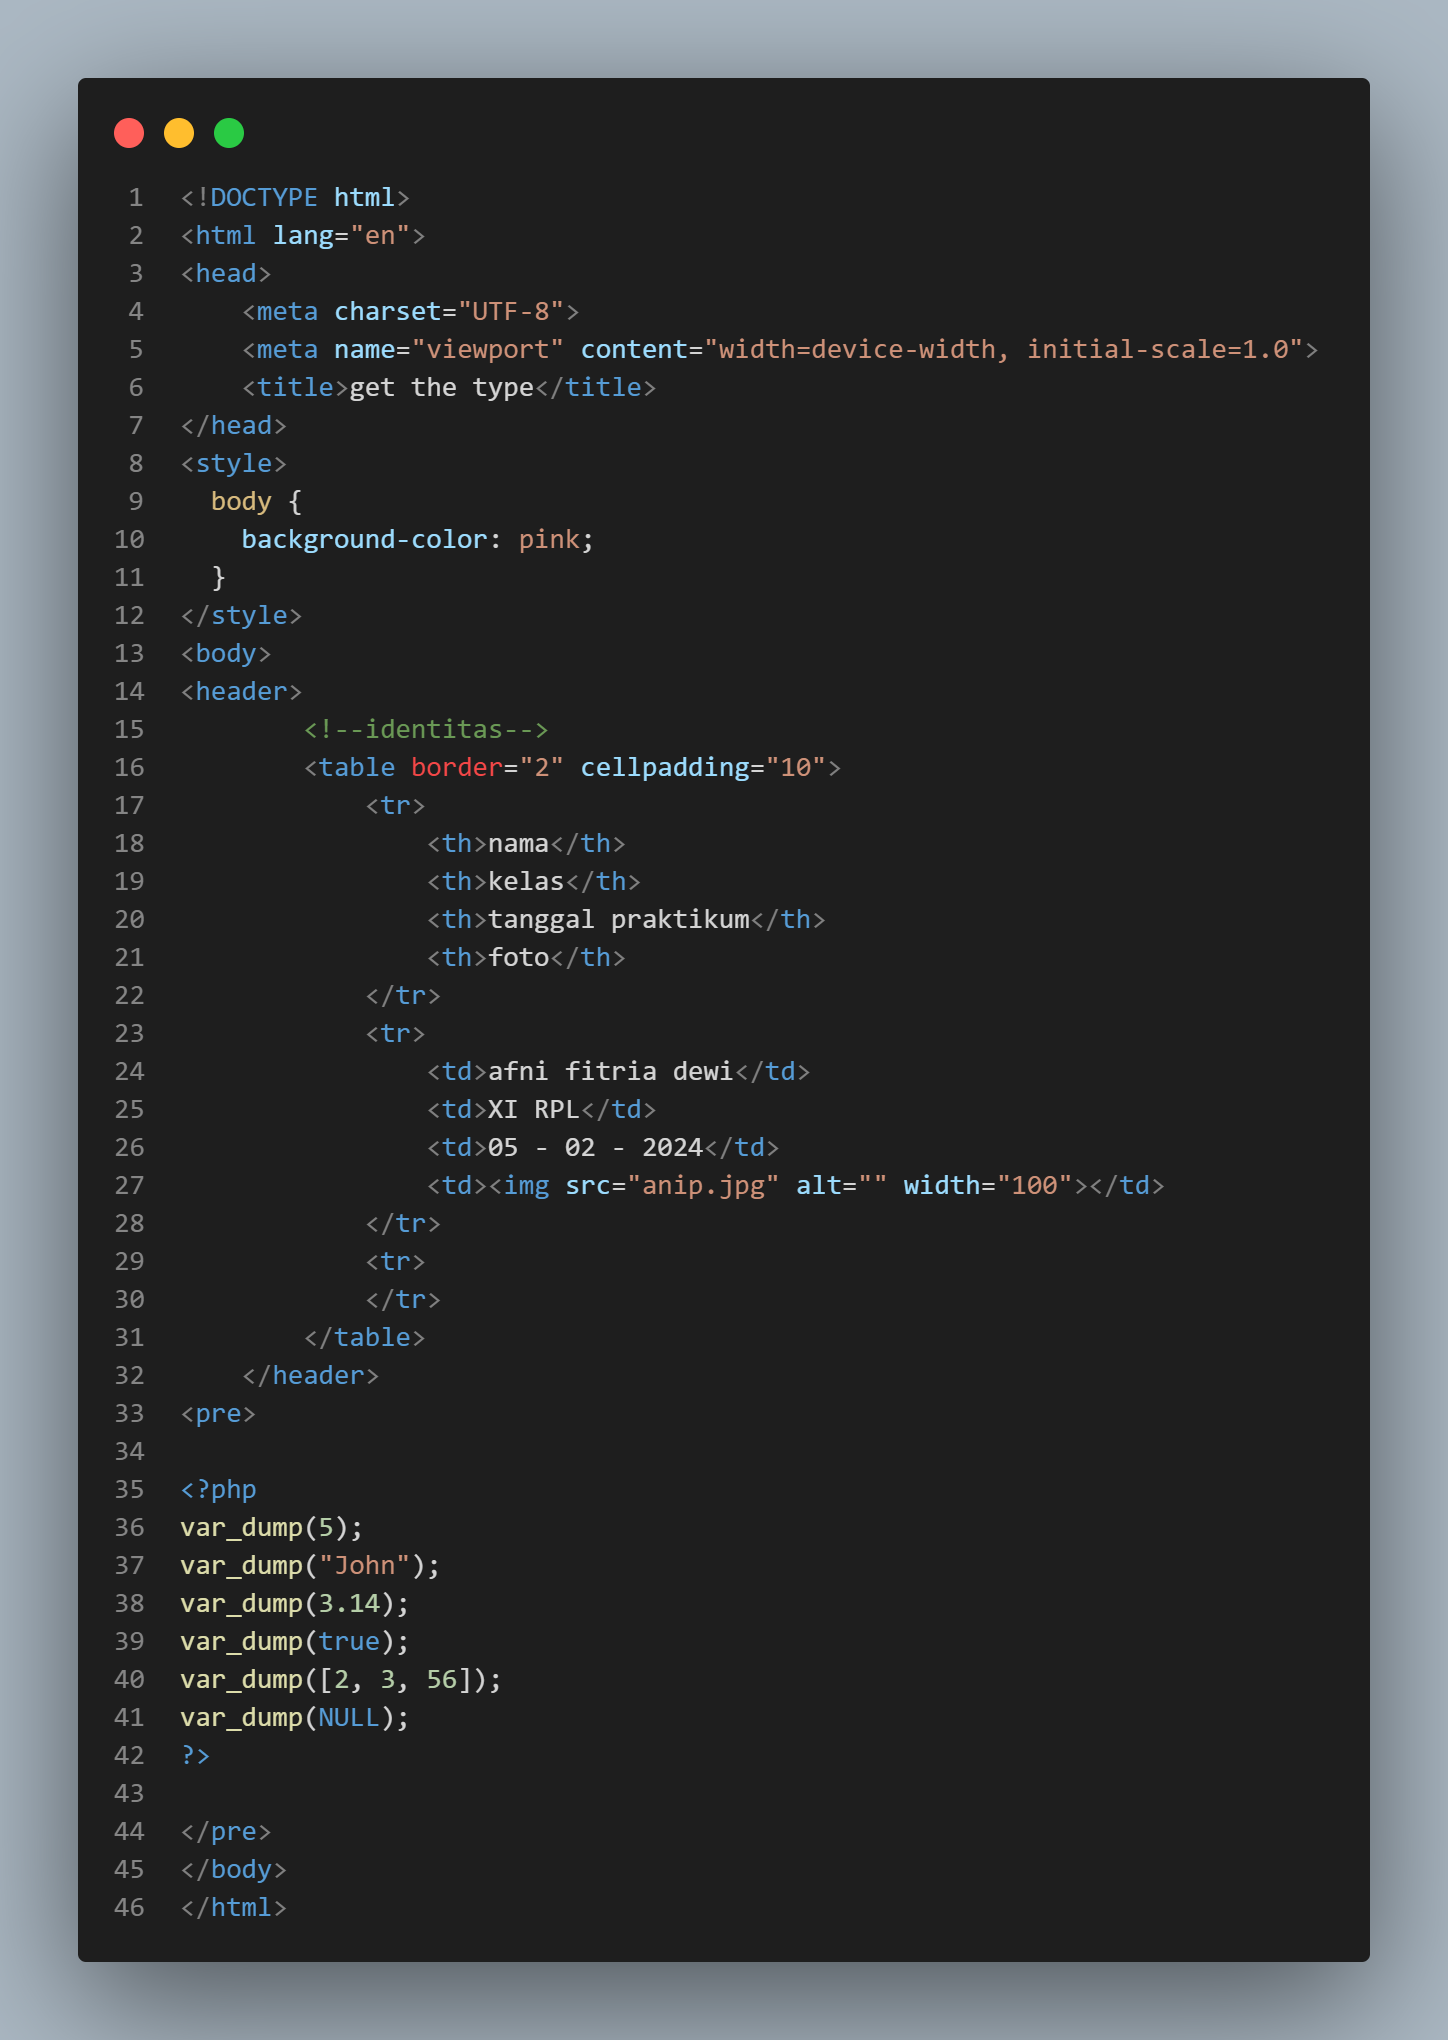 1 <!DOCTYPE html>
2 <html lang="en">
3 <head>
4     <meta charset="UTF-8">
5     <meta name="viewport" content="width=device-width, initial-scale=1.0">
6     <title>get the type</title>
7 </head>
8 <style>
9   body {
10     background-color: pink;
11   }
12 </style>
13 <body>
14 <header>
15         <!--identitas-->
16         <table border="2" cellpadding="10">
17             <tr>
18                 <th>nama</th>
19                 <th>kelas</th>
20                 <th>tanggal praktikum</th>
21                 <th>foto</th>
22             </tr>
23             <tr>
24                 <td>afni fitria dewi</td>
25                 <td>XI RPL</td>
26                 <td>05 - 02 - 2024</td>
27                 <td><img src="anip.jpg" alt="" width="100"></td>
28             </tr>
29             <tr>
30             </tr>
31         </table>
32     </header>
33 <pre>
34
35 <?php
36 var_dump(5);
37 var_dump("John");
38 var_dump(3.14);
39 var_dump(true);
40 var_dump([2, 3, 56]);
41 var_dump(NULL);
42 ?>
43
44 </pre>
45 </body>
46 </html>